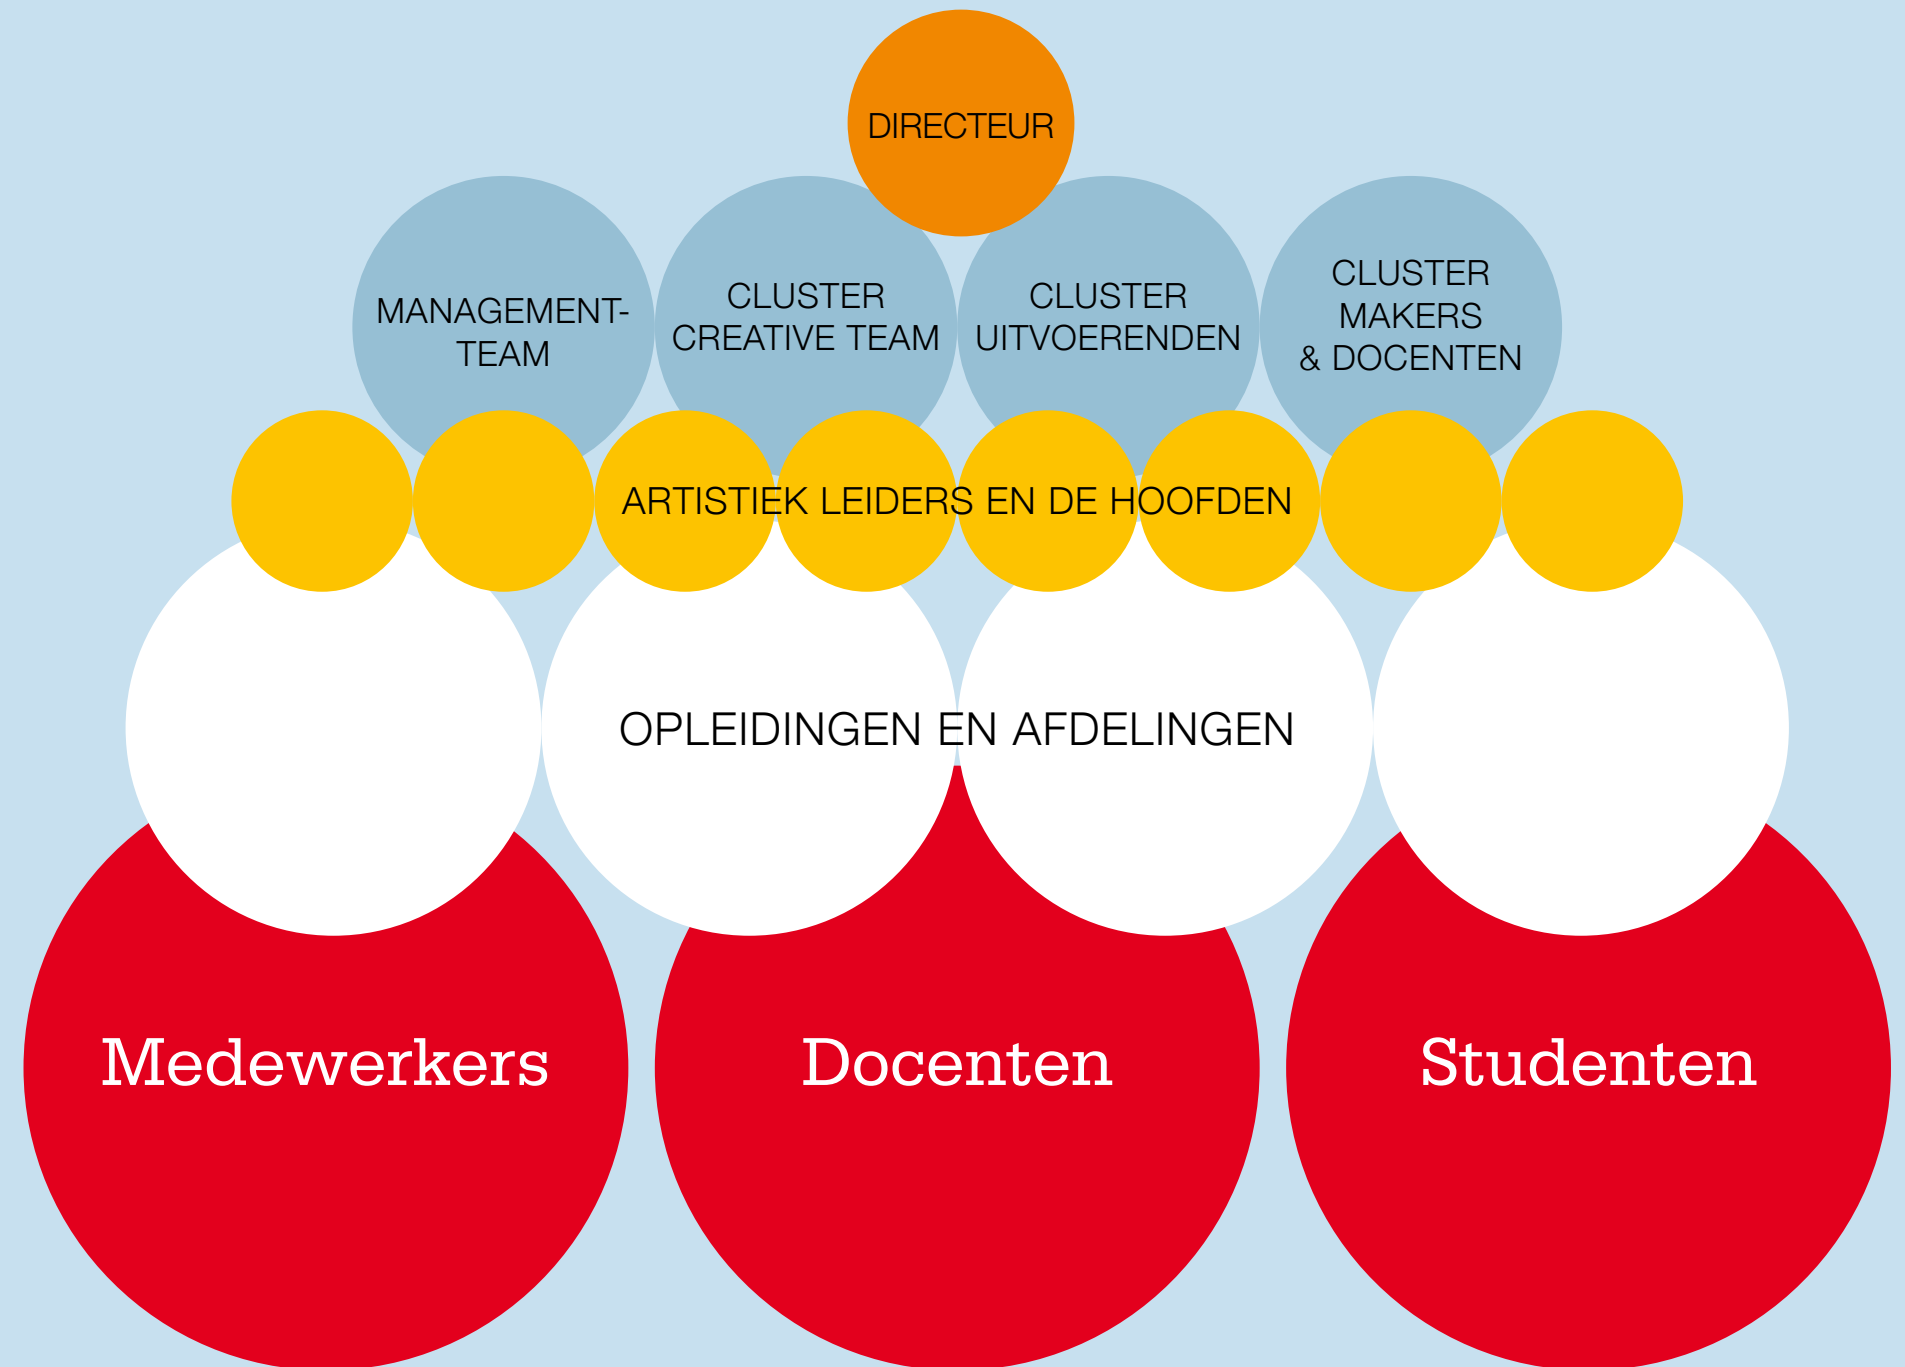 DIRECTEUR
MANAGEMENT-
TEAM
CLUSTER
CREATIVE TEAM
CLUSTER
UITVOERENDEN
CLUSTER
MAKERS
& DOCENTEN
ARTISTIEK LEIDERS EN DE HOOFDEN
OPLEIDINGEN EN AFDELINGEN
Medewerkers
Docenten
Studenten